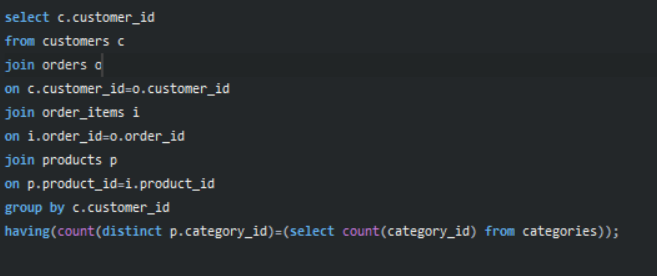 select c.customer_id
from customers c
join orders o
on c.customer_id=o.customer_id
join order_items i
on i.order_id=o.order_id
join products p
on p.product_id=i.product_id
group by c.customer_id
having(count(distinct p.category_id)=(select count(category_id) from categories));